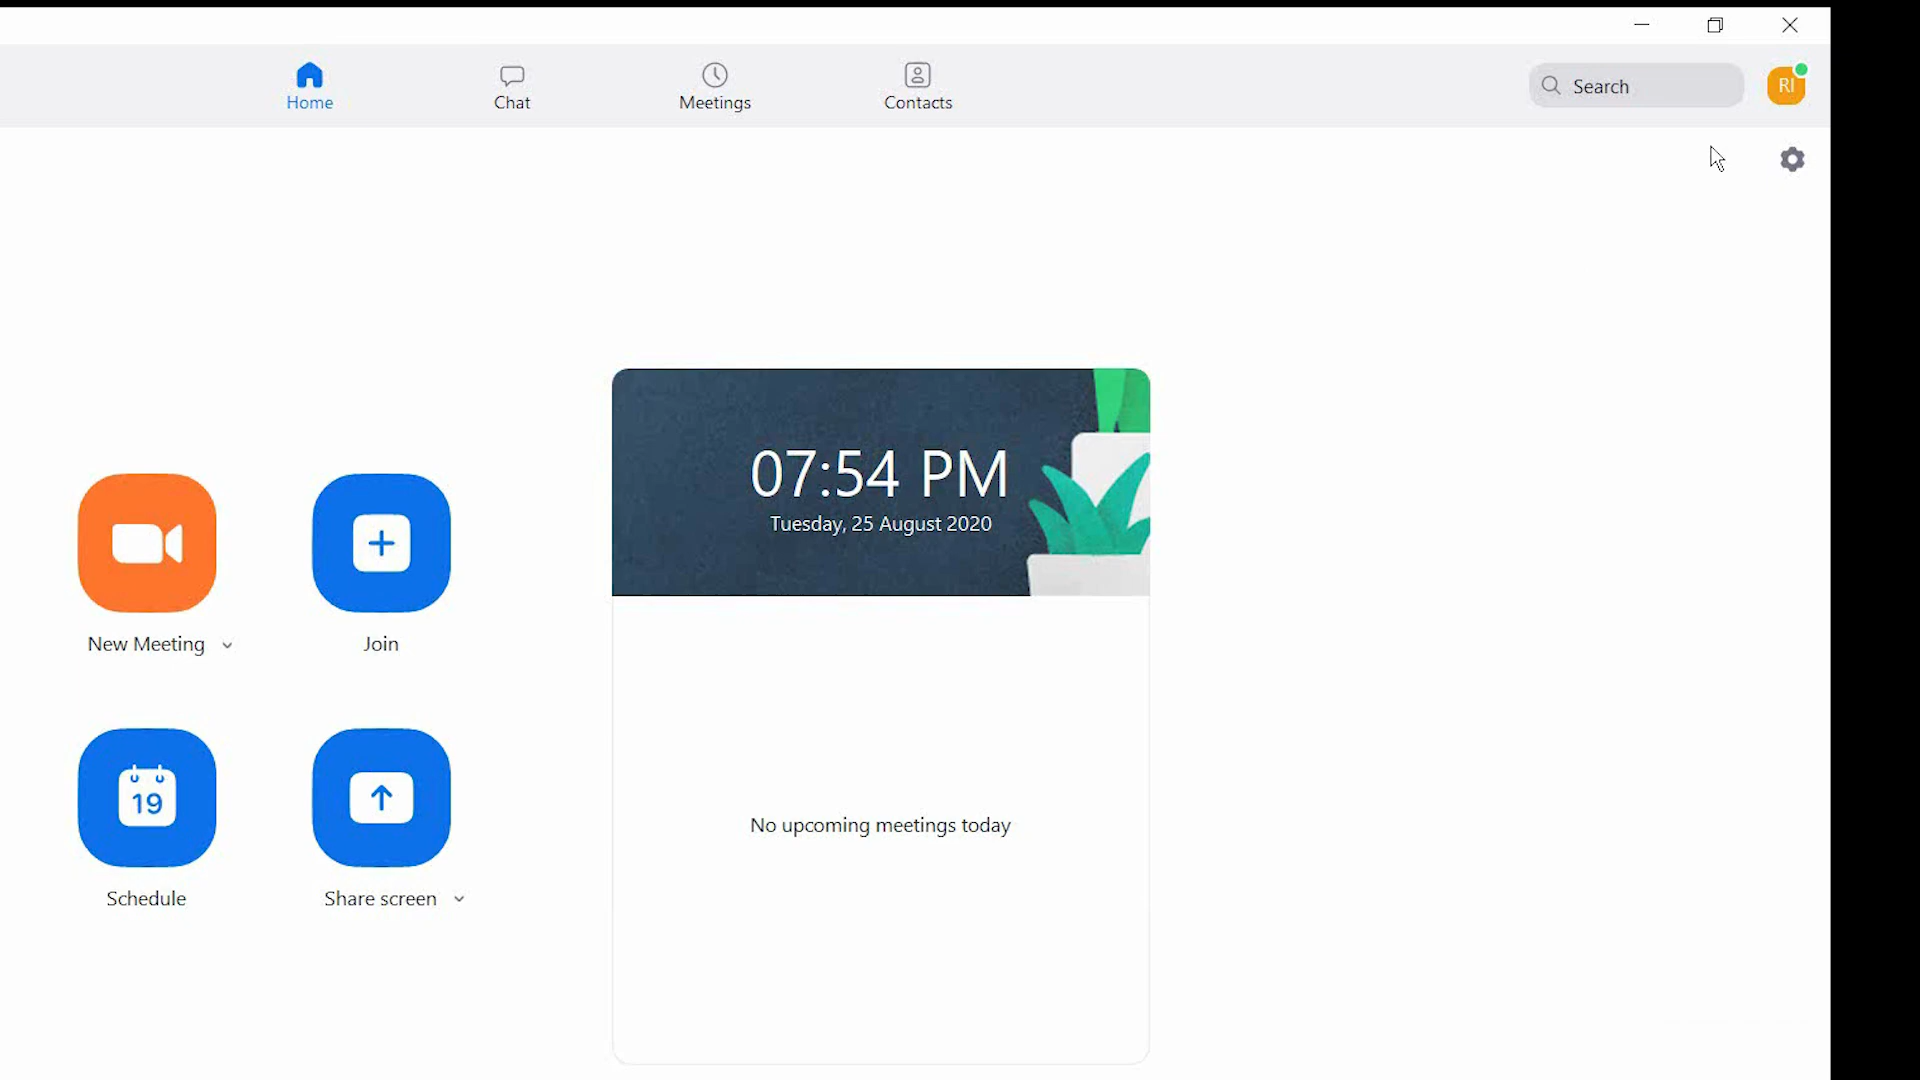 Home
Chat
Meetings
Contacts
Search
RI
07:54 PM
Tuesday, 25 August 2020
New Meeting
Join
19
Schedule
Share screen
No upcoming meetings today